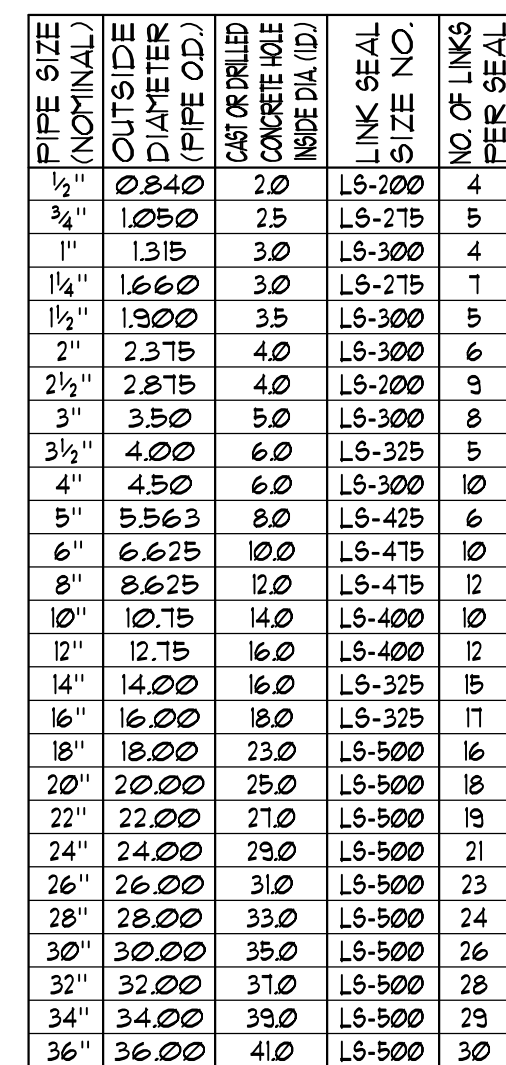 PIPE SIZE (NOMINAL) | OUTSIDE DIAMETER (PIPE O.D.) | CAST OR DRILLED CONCRETE HOLE INSIDE DIA. (I.D.) | LINK SEAL SIZE NO. | NO. OF LINKS PER SEAL
½" | 0.840 | 2.0 | LS-200 | 4
¾" | 1.050 | 2.5 | LS-275 | 5
1" | 1.315 | 3.0 | LS-300 | 4
1¼" | 1.660 | 3.0 | LS-275 | 7
1½" | 1.900 | 3.5 | LS-300 | 5
2" | 2.375 | 4.0 | LS-300 | 6
2½" | 2.875 | 4.0 | LS-200 | 9
3" | 3.50 | 5.0 | LS-300 | 8
3½" | 4.00 | 6.0 | LS-325 | 5
4" | 4.50 | 6.0 | LS-300 | 10
5" | 5.563 | 8.0 | LS-425 | 6
6" | 6.625 | 10.0 | LS-475 | 10
8" | 8.625 | 12.0 | LS-475 | 12
10" | 10.75 | 14.0 | LS-400 | 10
12" | 12.75 | 16.0 | LS-400 | 12
14" | 14.00 | 16.0 | LS-325 | 15
16" | 16.00 | 18.0 | LS-325 | 17
18" | 18.00 | 23.0 | LS-500 | 16
20" | 20.00 | 25.0 | LS-500 | 18
22" | 22.00 | 27.0 | LS-500 | 19
24" | 24.00 | 29.0 | LS-500 | 21
26" | 26.00 | 31.0 | LS-500 | 23
28" | 28.00 | 33.0 | LS-500 | 24
30" | 30.00 | 35.0 | LS-500 | 26
32" | 32.00 | 37.0 | LS-500 | 28
34" | 34.00 | 39.0 | LS-500 | 29
36" | 36.00 | 41.0 | LS-500 | 30